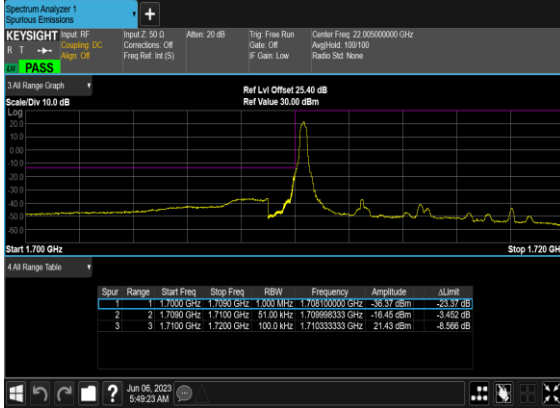 Spectrum Analyzer 1
Spurious Emissions
+
KEYSIGHT Input: RF Input Z: 50 Ω Atten: 20 dB Trig: Free Run Center Freq: 22.005000000 GHz
R T Coupling: DC Corrections: Off Gate: Off Avg|Hold: 100/100
Align: Off Freq Ref: Int (S) IF Gain: Low Radio Std: None
PASS
3 All Range Graph
Ref Lvl Offset 25.40 dB
Scale/Div 10.0 dB Ref Value 30.00 dBm
Log
20.0
10.0
0.00
-10.0
-20.0
-30.0
-40.0
-50.0
-60.0
Start 1.700 GHz Stop 1.720 GH
4 All Range Table
Spur Range Start Freq Stop Freq RBW Frequency Amplitude ΔLimit
1 1 1.7000 GHz 1.7090 GHz 1.000 MHz 1.708100000 GHz -36.37 dBm -23.37 dB
2 2 1.7090 GHz 1.7100 GHz 51.00 kHz 1.709998333 GHz -16.45 dBm -3.452 dB
3 3 1.7100 GHz 1.7200 GHz 100.0 kHz 1.710333333 GHz 21.43 dBm -8.566 dB
?
Jun 06, 2023
5:49:23 AM